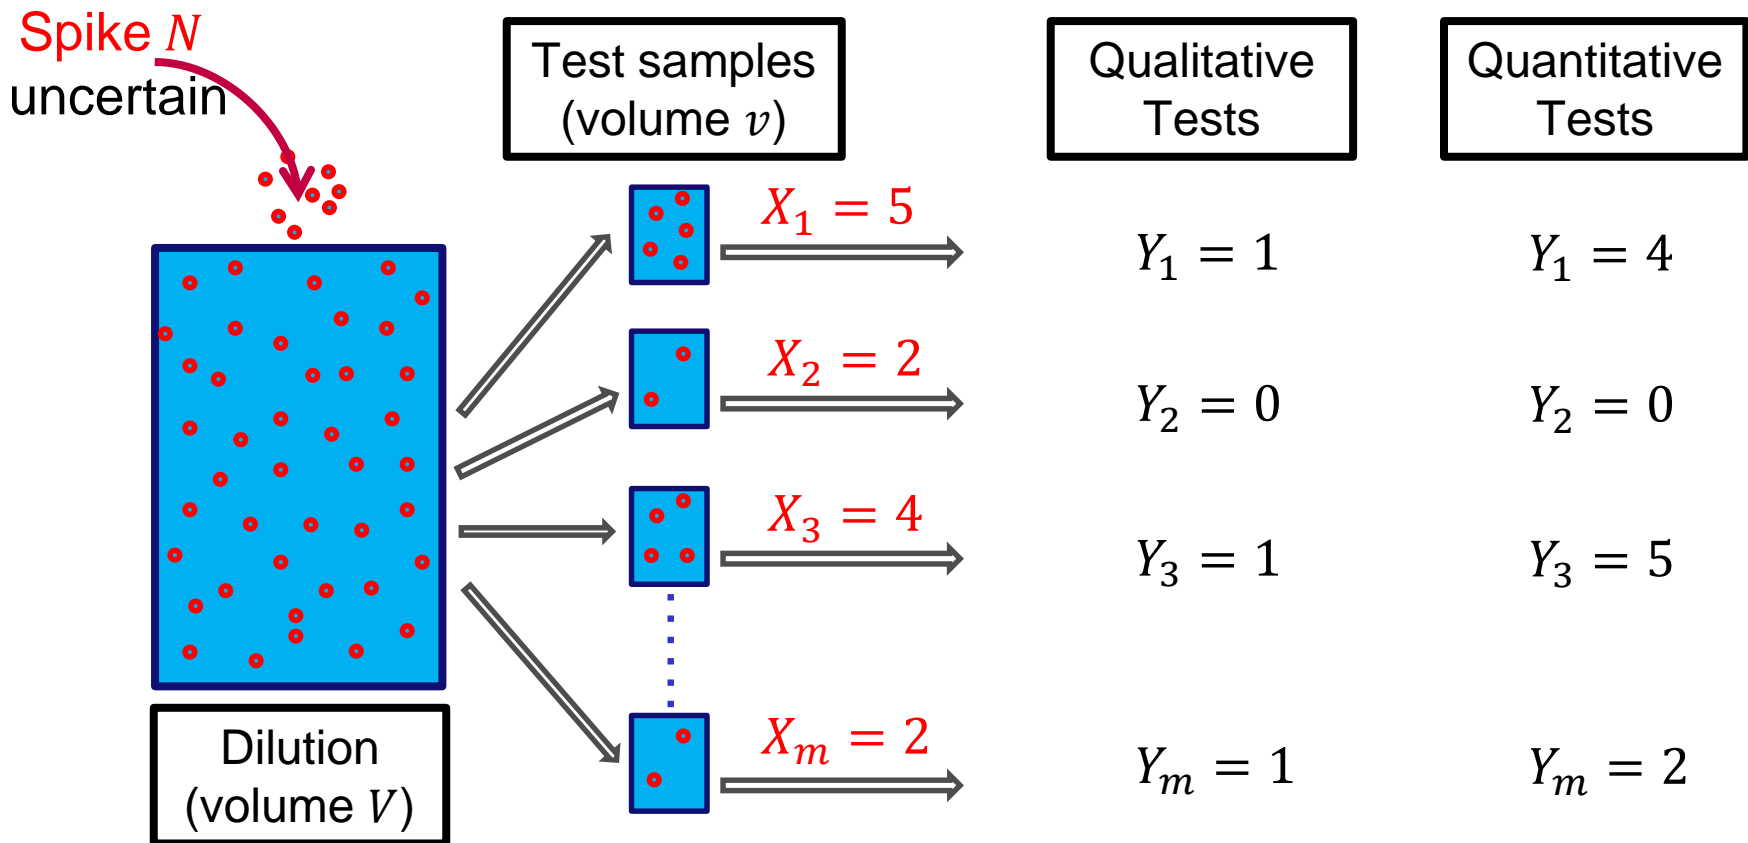 Spike N
uncertain
Test samples
(volume v)
Qualitative
Tests
Quantitative
Tests
X₁ = 5
Y₁ = 1
Y₁ = 4
X₂ = 2
Y₂ = 0
Y₂ = 0
X₃ = 4
Y₃ = 1
Y₃ = 5
Xₘ = 2
Yₘ = 1
Yₘ = 2
Dilution
(volume V)